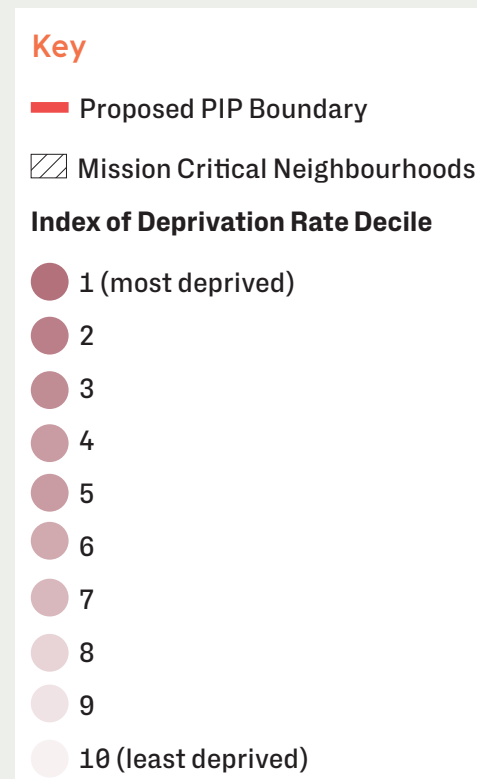 Key
Proposed PIP Boundary
Mission Critical Neighbourhoods
Index of Deprivation Rate Decile
1 (most deprived)
2
3
4
5
6
7
8
9
10 (least deprived)